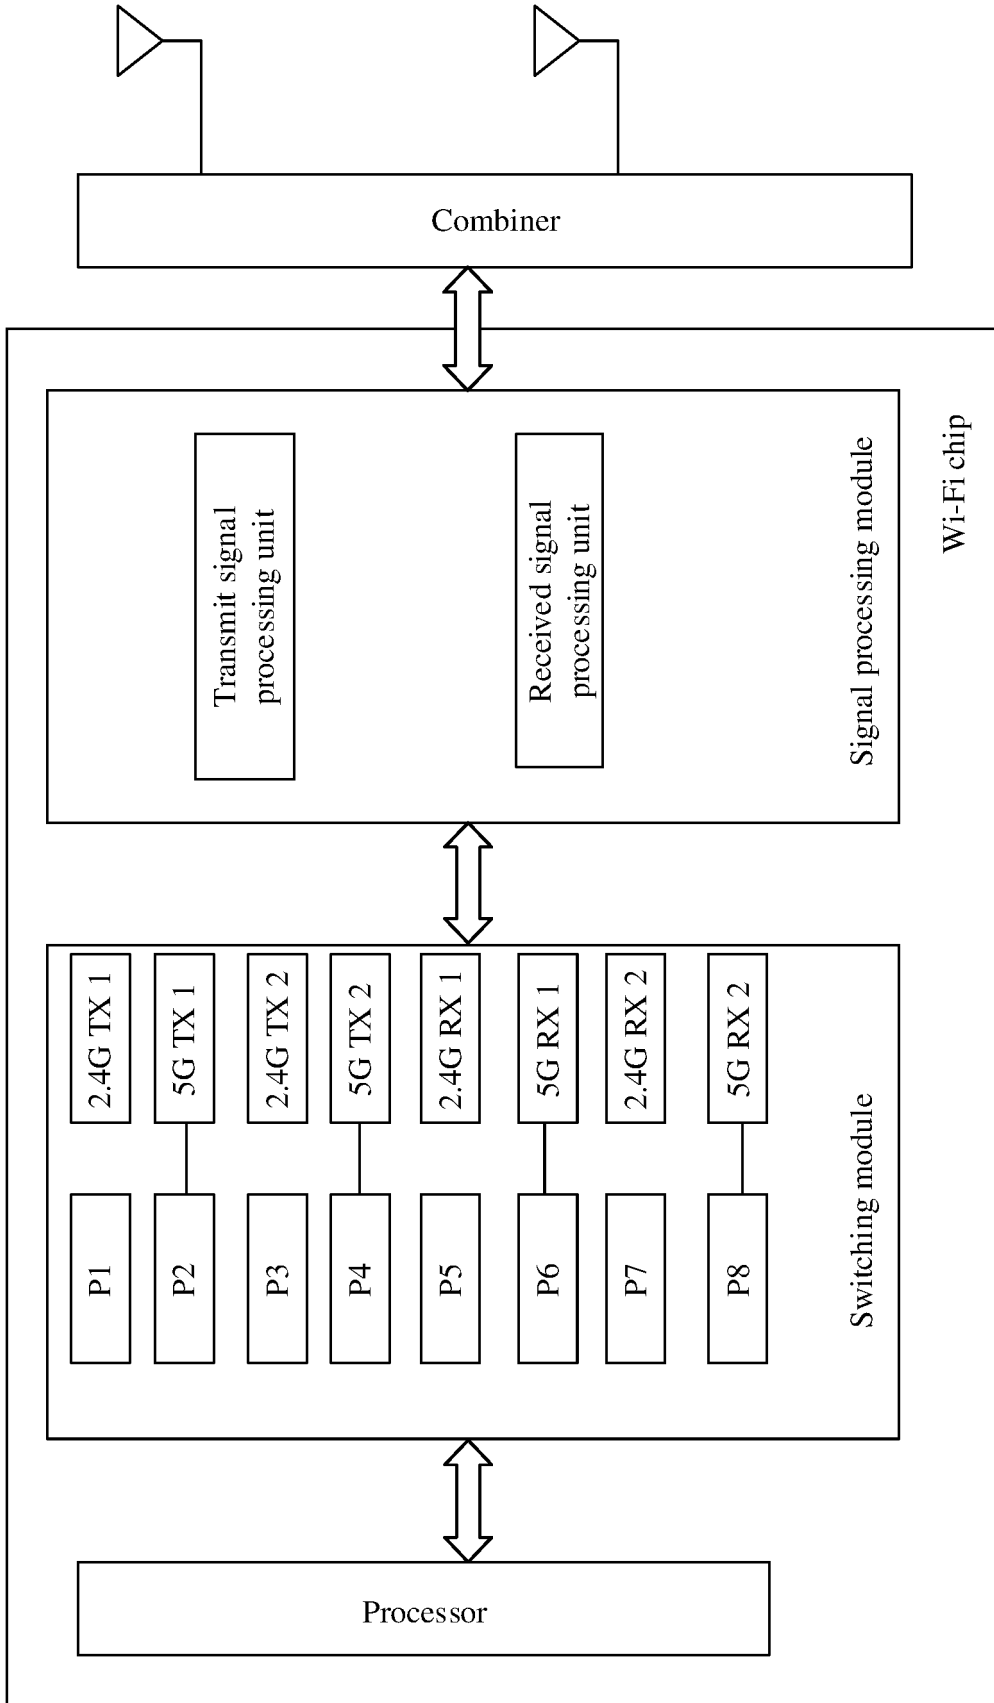 Combiner
Wi-Fi chip
Signal processing module
Transmit signal
processing unit
Received signal
processing unit
2.4G TX 1
5G TX 1
2.4G TX 2
5G TX 2
2.4G RX 1
5G RX 1
2.4G RX 2
5G RX 2
P1
P2
P3
P4
P5
P6
P7
P8
Switching module
Processor